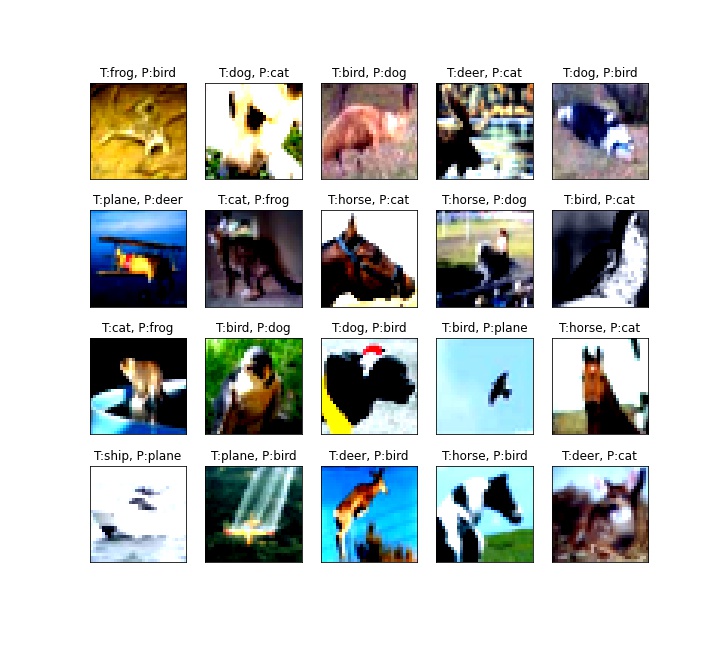 T:frog, P:bird T:dog, P:cat T:bird, P:dog T:deer, P:cat T:dog, P:bird
T:plane, P:deer T:cat, P:frog T:horse, P:cat T:horse, P:dog T:bird, P:cat
T:cat, P:frog T:bird, P:dog T:dog, P:bird T:bird, P:plane T:horse, P:cat
T:ship, P:plane T:plane, P:bird T:deer, P:bird T:horse, P:bird T:deer, P:cat